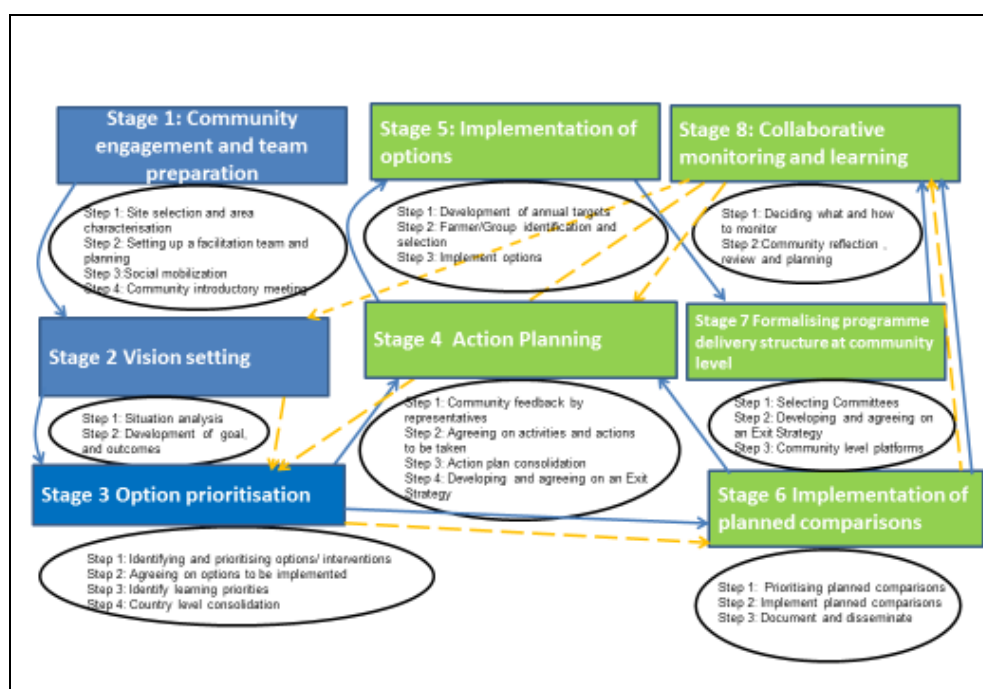 Stage 1: Community
engagement and team
preparation
Step 1: Site selection and area
characterisation
Step 2: Setting up a facilitation team and
planning
Step 3:Social mobilization
Step 4: Community introductory meeting
Stage 2 Vision setting
Step 1: Situation analysis
Step 2: Development of goal,
and outcomes
Stage 3 Option prioritisation
Step 1: Identifying and prioritising options/ interventions
Step 2: Agreeing on options to be implemented
Step 3: Identify learning priorities
Step 4: Country level consolidation
Stage 5: Implementation of
options
Step 1: Development of annual targets
Step 2: Farmer/Group identification and
selection
Step 3: Implement options
Stage 4 Action Planning
Step 1: Community feedback by
representatives
Step 2: Agreeing on activities and actions
to be taken
Step 3: Action plan consolidation
Step 4: Developing and agreeing on an Exit
Strategy
Stage 8: Collaborative
monitoring and learning
Step 1: Deciding what and how
to monitor
Step 2:Community reflection ,
review and planning
Stage 7 Formalising programme
delivery structure at community
level
Step 1: Selecting Committees
Step 2: Developing and agreeing on
an Exit Strategy
Step 3: Community level platforms
Stage 6 Implementation of
planned comparisons
Step 1: Prioritising planned comparisons
Step 2: Implement planned comparisons
Step 3: Document and disseminate